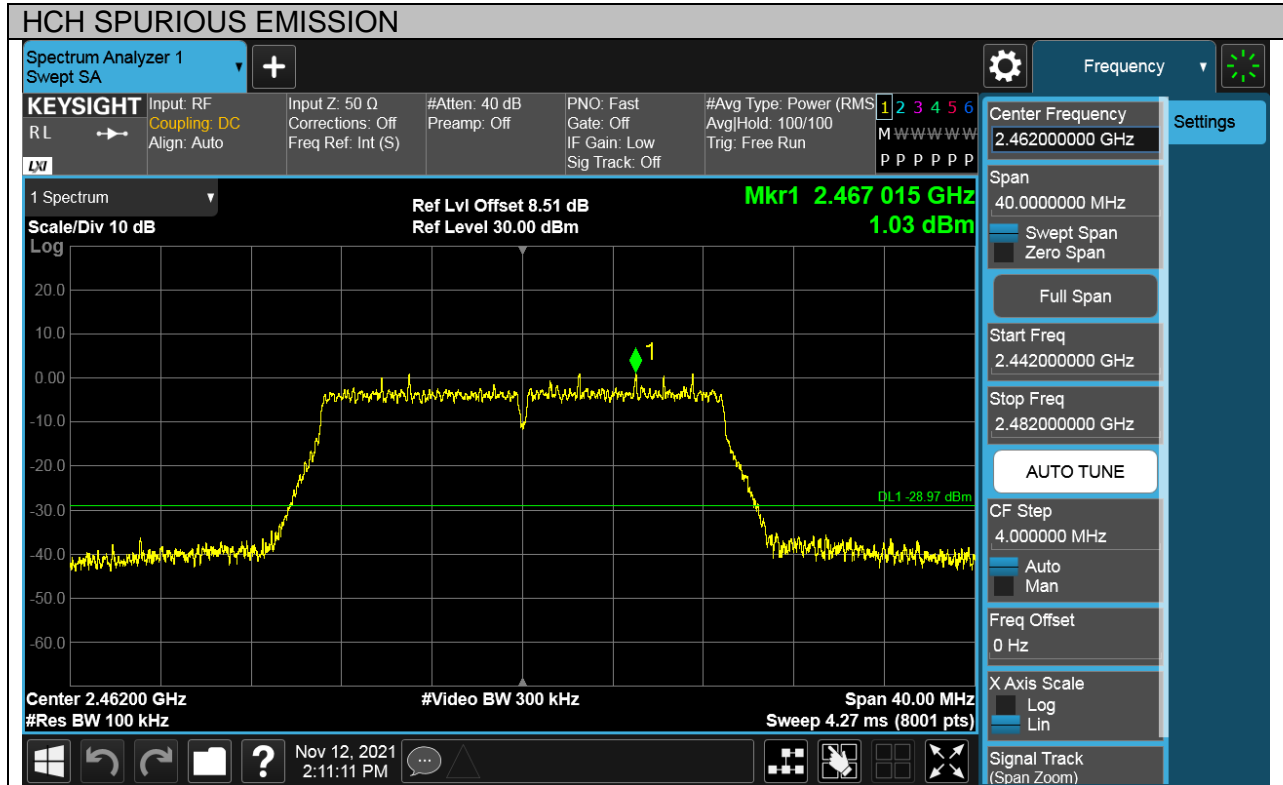 HCH SPURIOUS EMISSION
Spectrum Analyzer 1
Swept SA
+
Frequency
KEYSIGHT
RL
LXI
Input: RF
Coupling: DC
Align: Auto
Input Z: 50 Ω
Corrections: Off
Freq Ref: Int (S)
#Atten: 40 dB
Preamp: Off
PNO: Fast
Gate: Off
IF Gain: Low
Sig Track: Off
#Avg Type: Power (RMS
Avg|Hold: 100/100
Trig: Free Run
1 2 3 4 5 6
M W W W W W
P P P P P P
1 Spectrum
Scale/Div 10 dB
Log
Ref Lvl Offset 8.51 dB
Ref Level 30.00 dBm
Mkr1 2.467 015 GHz
1.03 dBm
20.0
10.0
0.00
-10.0
-20.0
-30.0
-40.0
-50.0
-60.0
1
DL1 -28.97 dBm
Center 2.46200 GHz
#Res BW 100 kHz
#Video BW 300 kHz
Span 40.00 MHz
Sweep 4.27 ms (8001 pts)
Center Frequency
2.462000000 GHz
Settings
Span
40.0000000 MHz
Swept Span
Zero Span
Full Span
Start Freq
2.442000000 GHz
Stop Freq
2.482000000 GHz
AUTO TUNE
CF Step
4.000000 MHz
Auto
Man
Freq Offset
0 Hz
X Axis Scale
Log
Lin
Signal Track
(Span Zoom)
?
Nov 12, 2021
2:11:11 PM